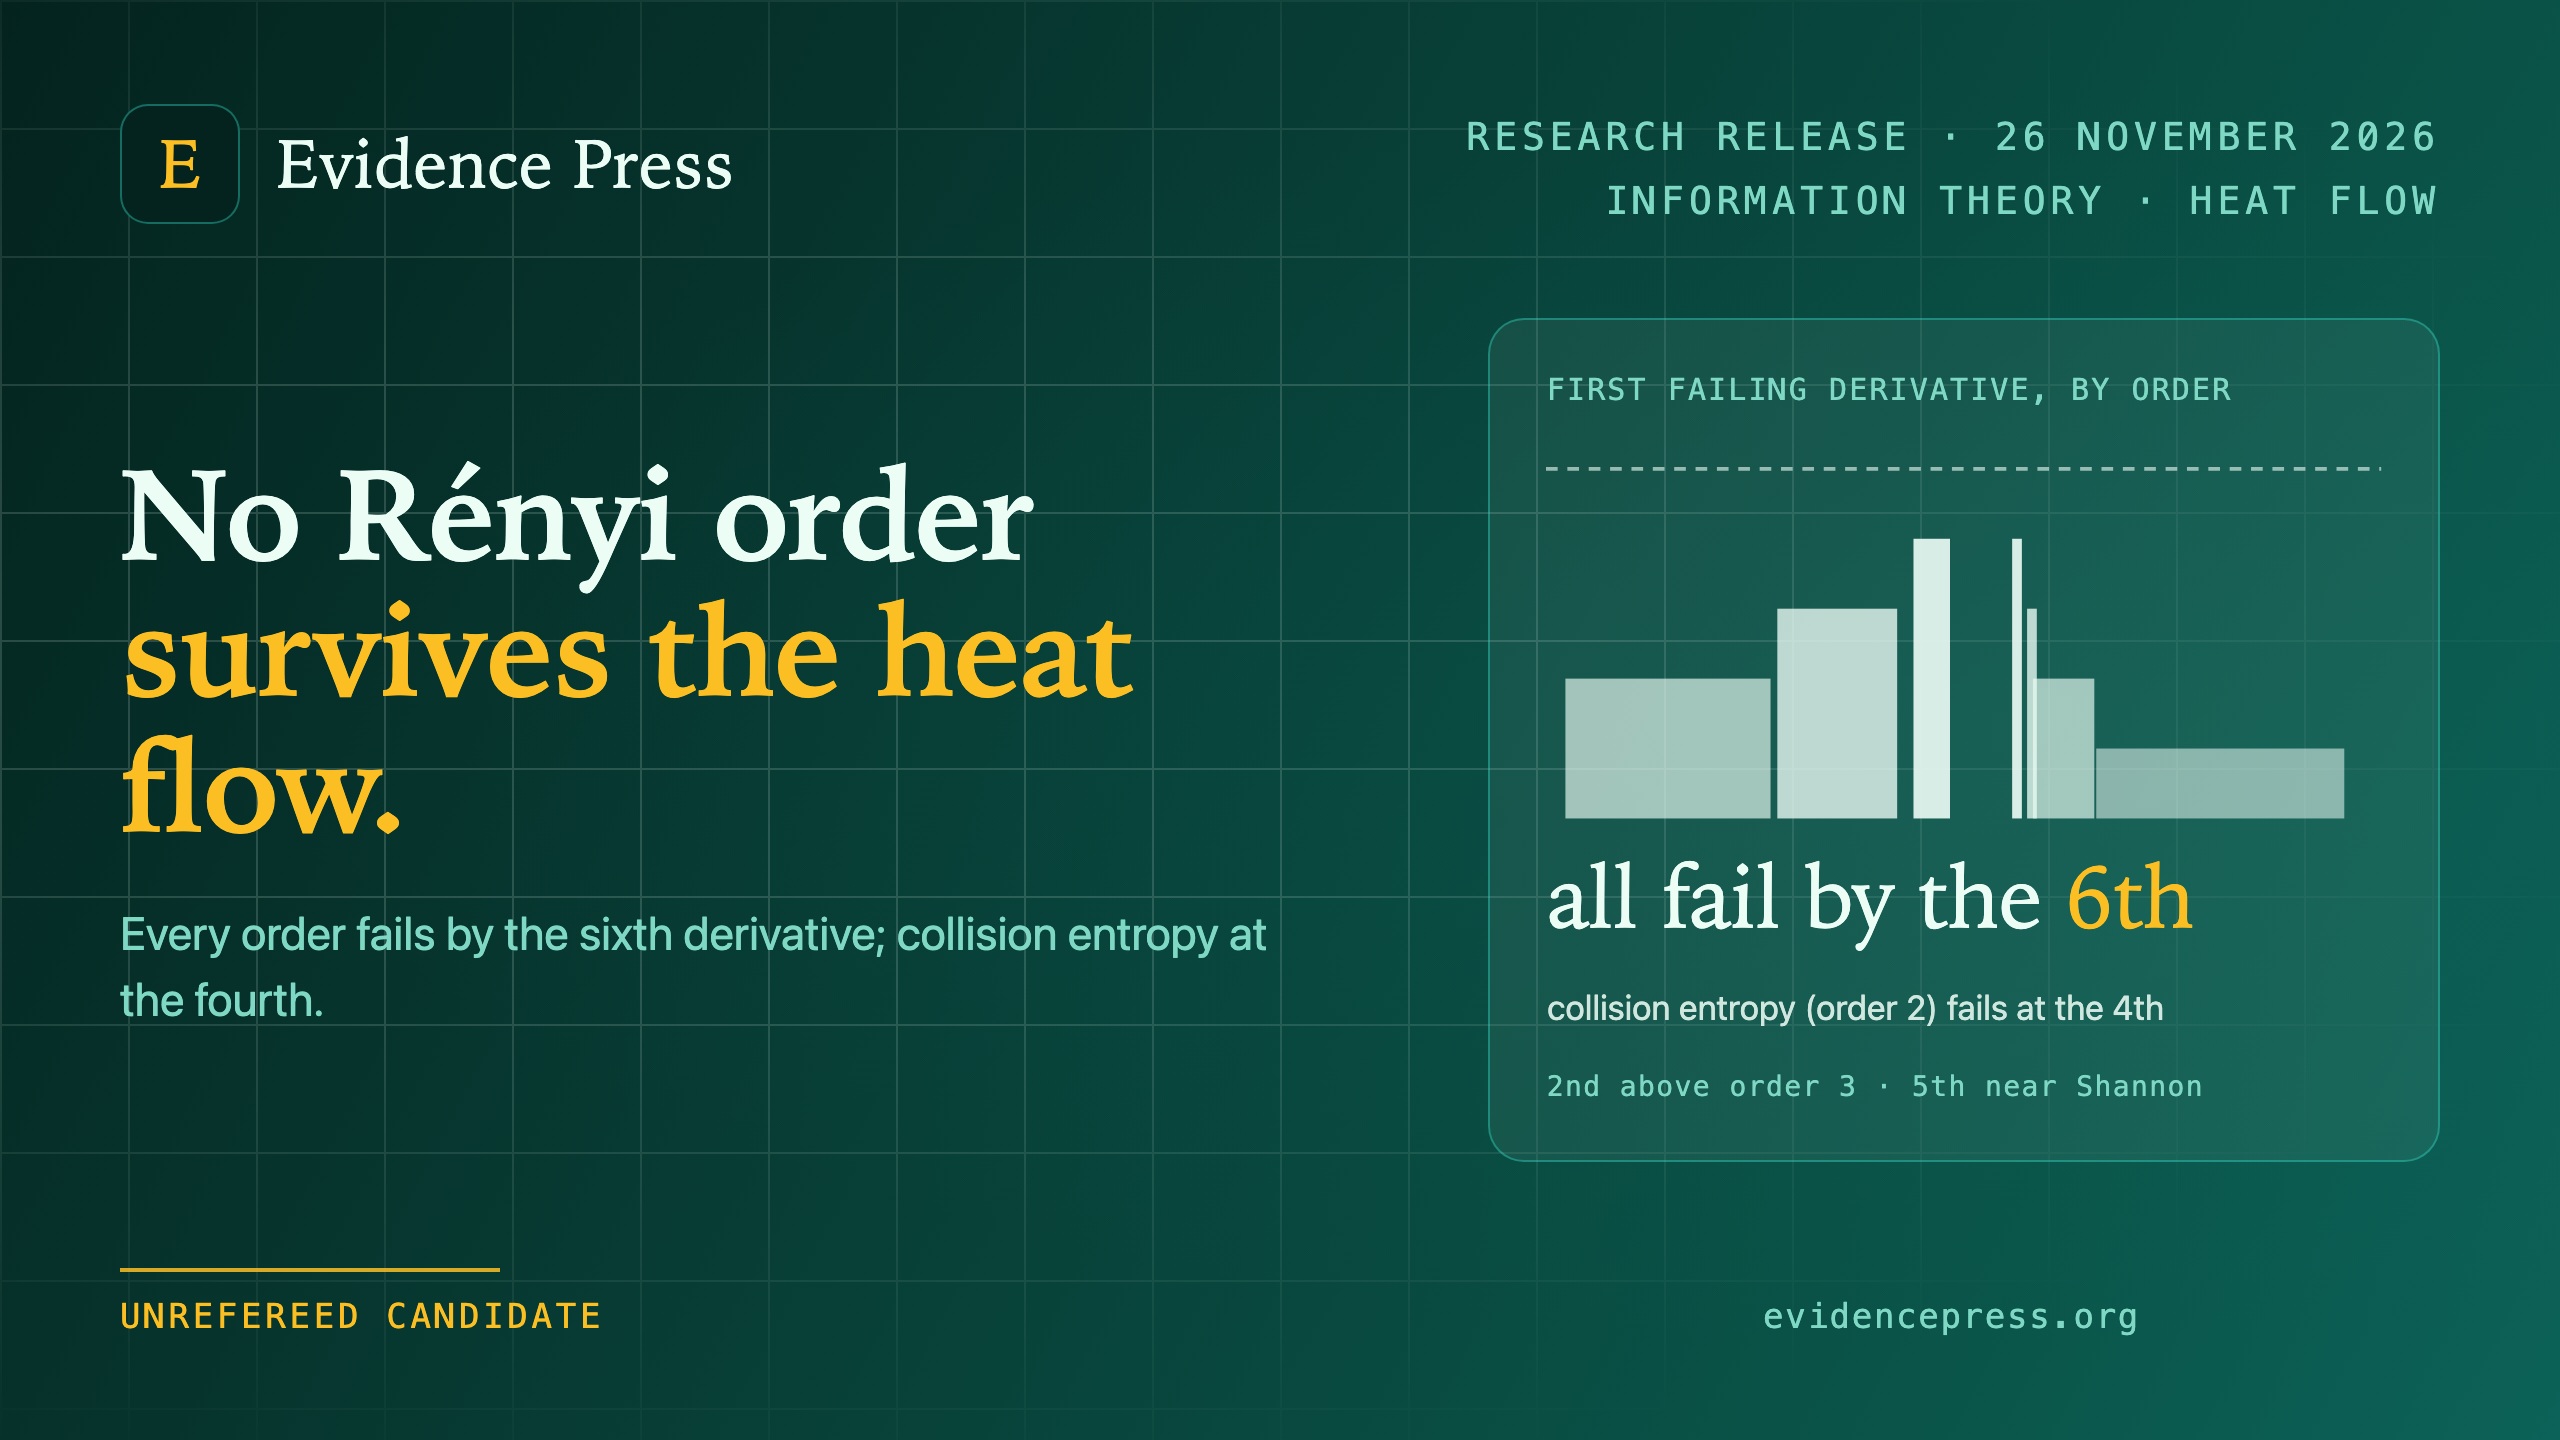 E
Evidence Press
RESEARCH RELEASE · 26 NOVEMBER 2026
INFORMATION THEORY · HEAT FLOW
No Rényi order
survives the heat
flow.
Every order fails by the sixth derivative; collision entropy at
the fourth.
FIRST FAILING DERIVATIVE, BY ORDER
all fail by the 6th
collision entropy (order 2) fails at the 4th
2nd above order 3 · 5th near Shannon
UNREFEREED CANDIDATE
evidencepress.org